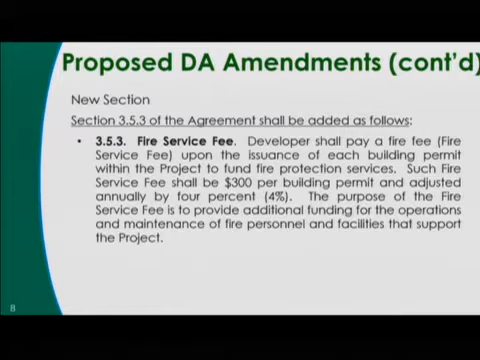 Proposed DA Amendments (cont'd)
New Section
Section 3.5.3 of the Agreement shall be added as follows:
• 3.5.3. Fire Service Fee. Developer shall pay a fire fee (Fire
Service Fee) upon the issuance of each building permit
within the Project to fund fire protection services. Such Fire
Service Fee shall be $300 per building permit and adjusted
annually by four percent (4%). The purpose of the Fire
Service Fee is to provide additional funding for the operations
and maintenance of fire personnel and facilities that support
the Project.
8